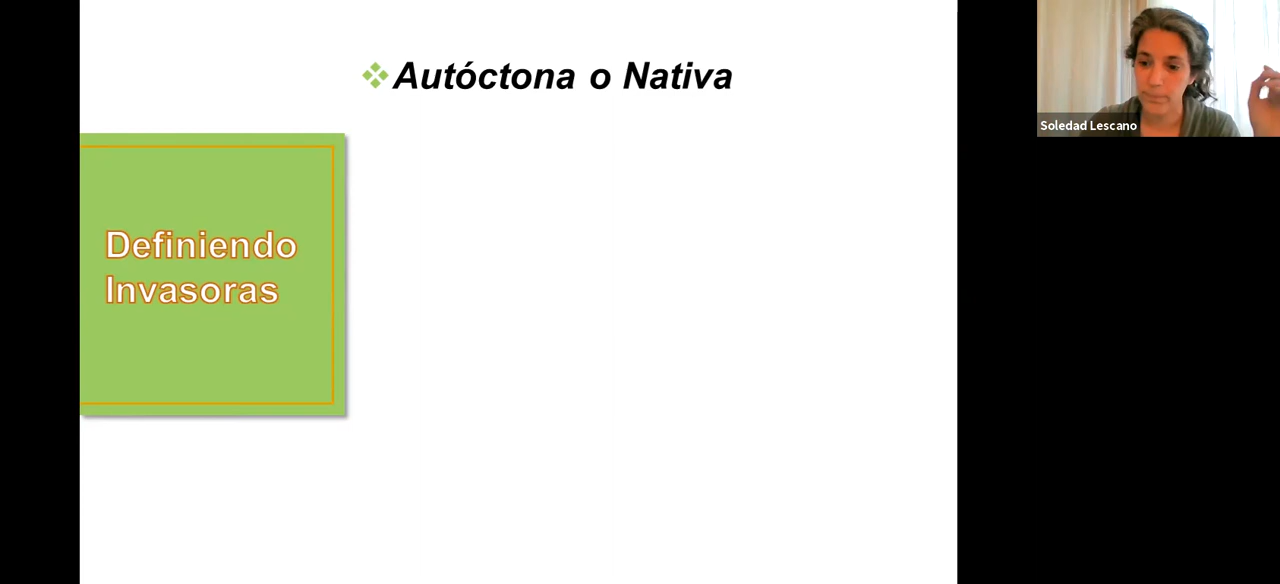 Autóctona o Nativa
Definiendo
Invasoras
Soledad Lescano